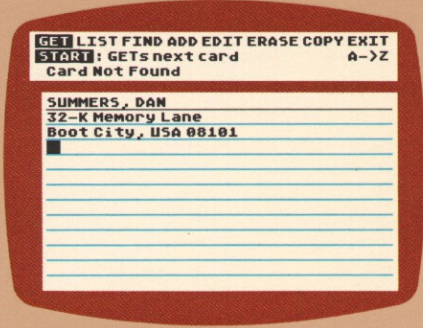 GET LIST FIND ADD EDIT ERASE COPY EXIT
START: GETs next card A->Z
Card Not Found
SUMMERS, DAN
32-K Memory Lane
Boot City, USA 08101